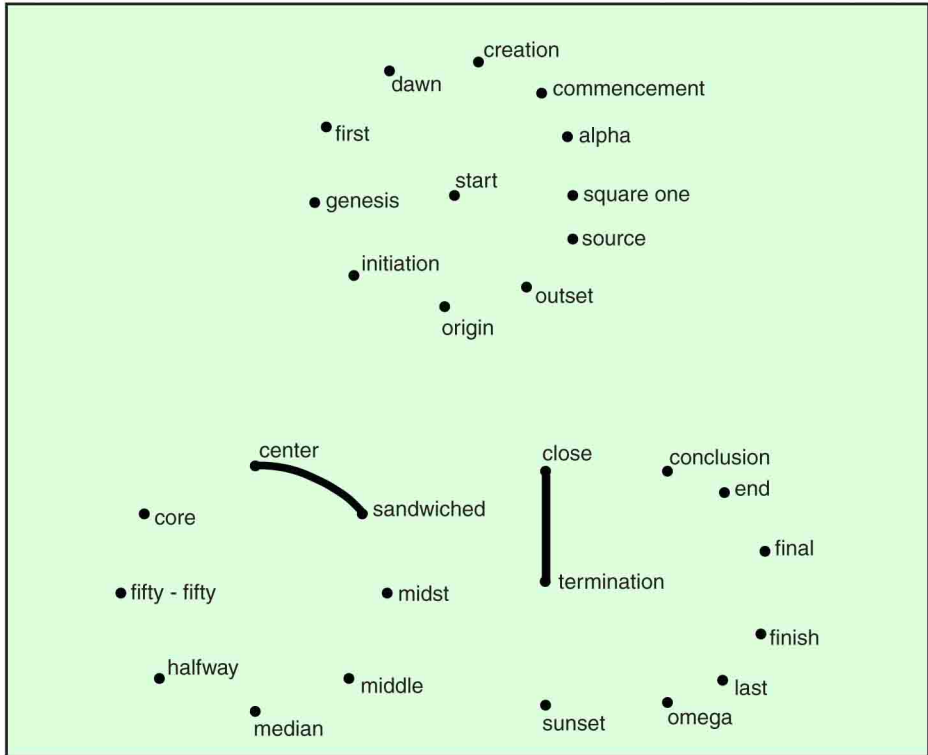 creation
dawn
commencement
first
alpha
start
square one
genesis
source
initiation
outset
origin
center
close
conclusion
end
sandwiched
core
final
termination
fifty - fifty
midst
finish
halfway
middle
last
median
sunset
omega